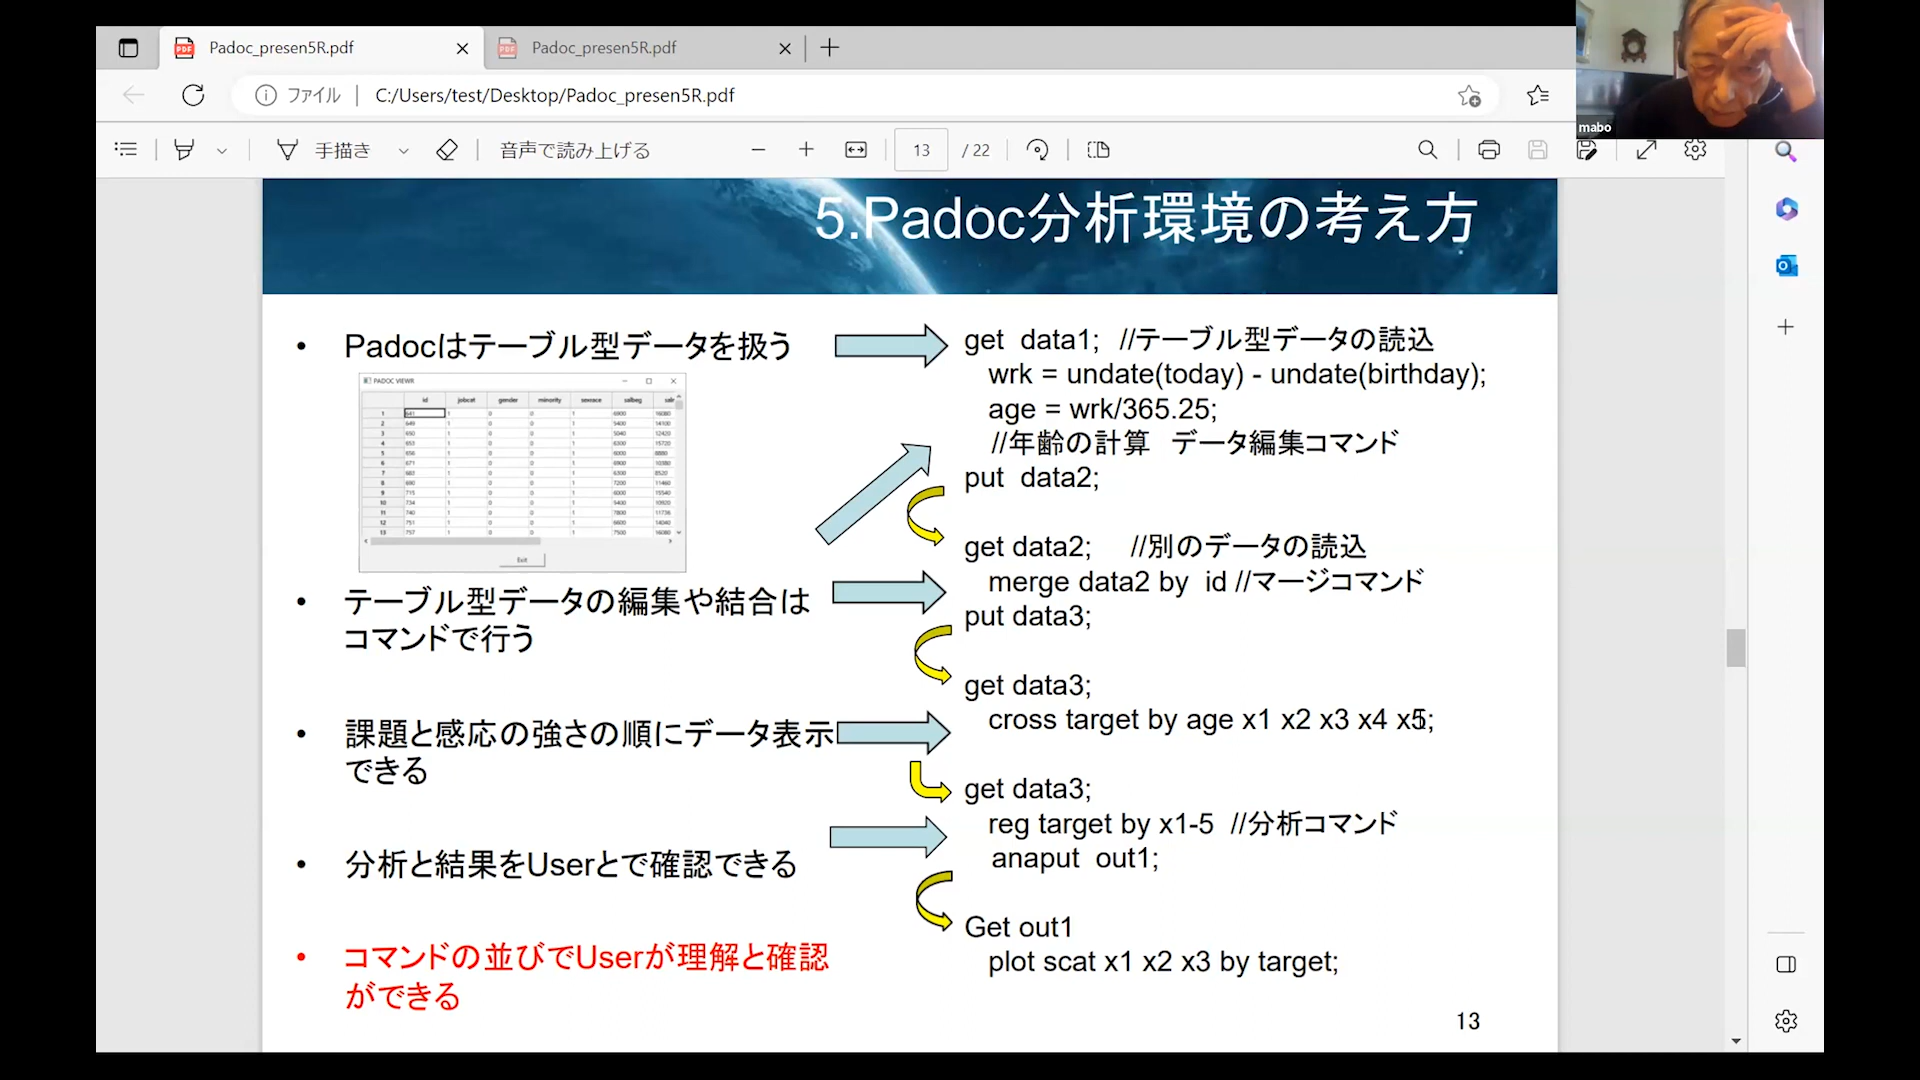 Padoc_presen5R.pdf
Padoc_presen5R.pdf
ファイル
C:/Users/test/Desktop/Padoc_presen5R.pdf
mabo
手描き
音声で読み上げる
13 / 22
5.Padoc分析環境の考え方
• Padocはテーブル型データを扱う
PADOC VIEWR
id jobcat gender minority sexrace salbeg
Exit
• テーブル型データの編集や結合は
コマンドで行う
• 課題と感応の強さの順にデータ表示
できる
• 分析と結果をUserとで確認できる
• コマンドの並びでUserが理解と確認
ができる
get data1; //テーブル型データの読込
wrk = undate(today) - undate(birthday);
age = wrk/365.25;
//年齢の計算 データ編集コマンド
put data2;
get data2; //別のデータの読込
merge data2 by id //マージコマンド
put data3;
get data3;
cross target by age x1 x2 x3 x4 x5;
get data3;
reg target by x1-5 //分析コマンド
anaput out1;
Get out1
plot scat x1 x2 x3 by target;
13